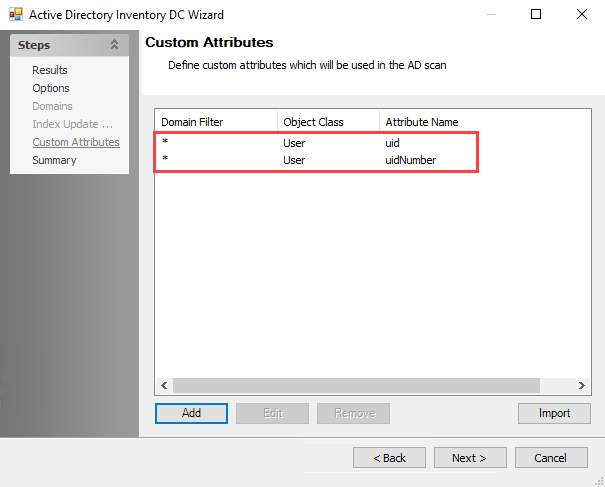 Active Directory Inventory DC Wizard
Steps
Results
Options
Domains
Index Update ...
Custom Attributes
Summary
Custom Attributes
Define custom attributes which will be used in the AD scan
Domain Filter Object Class Attribute Name
* User uid
* User uidNumber
Add Edit Remove Import
< Back Next > Cancel